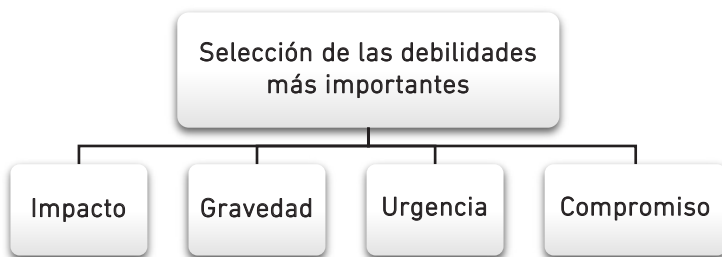 Selección de las debilidades
más importantes
Impacto
Gravedad
Urgencia
Compromiso